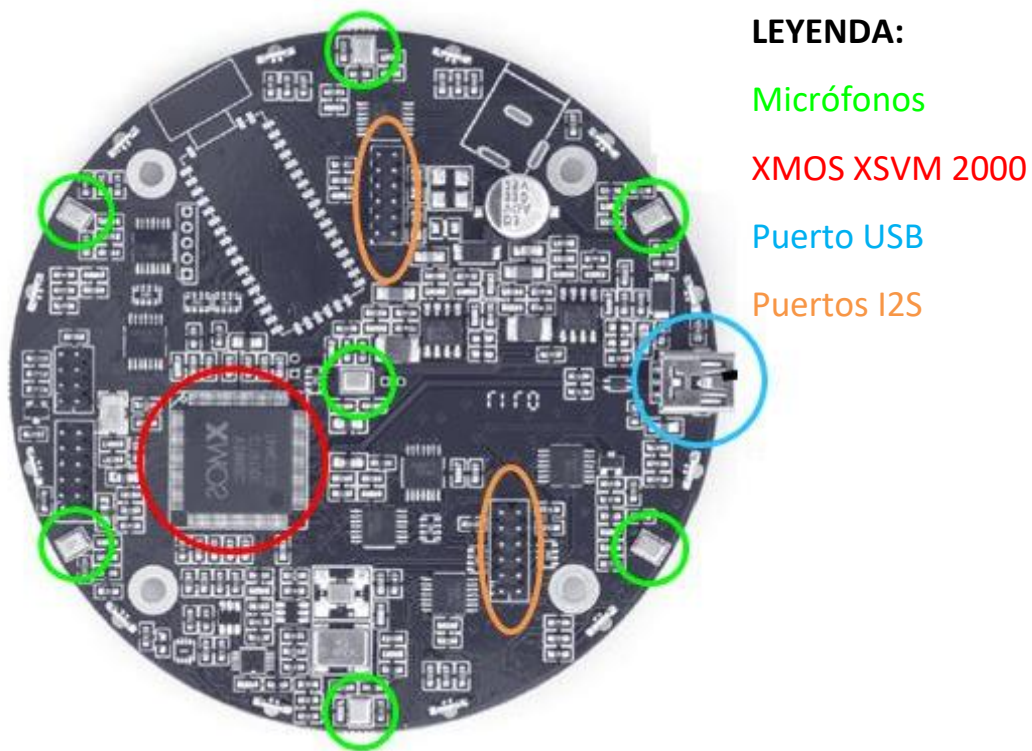 LEYENDA:
Micrófonos
XMOS XSVM 2000
Puerto USB
Puertos I2S
XMOS